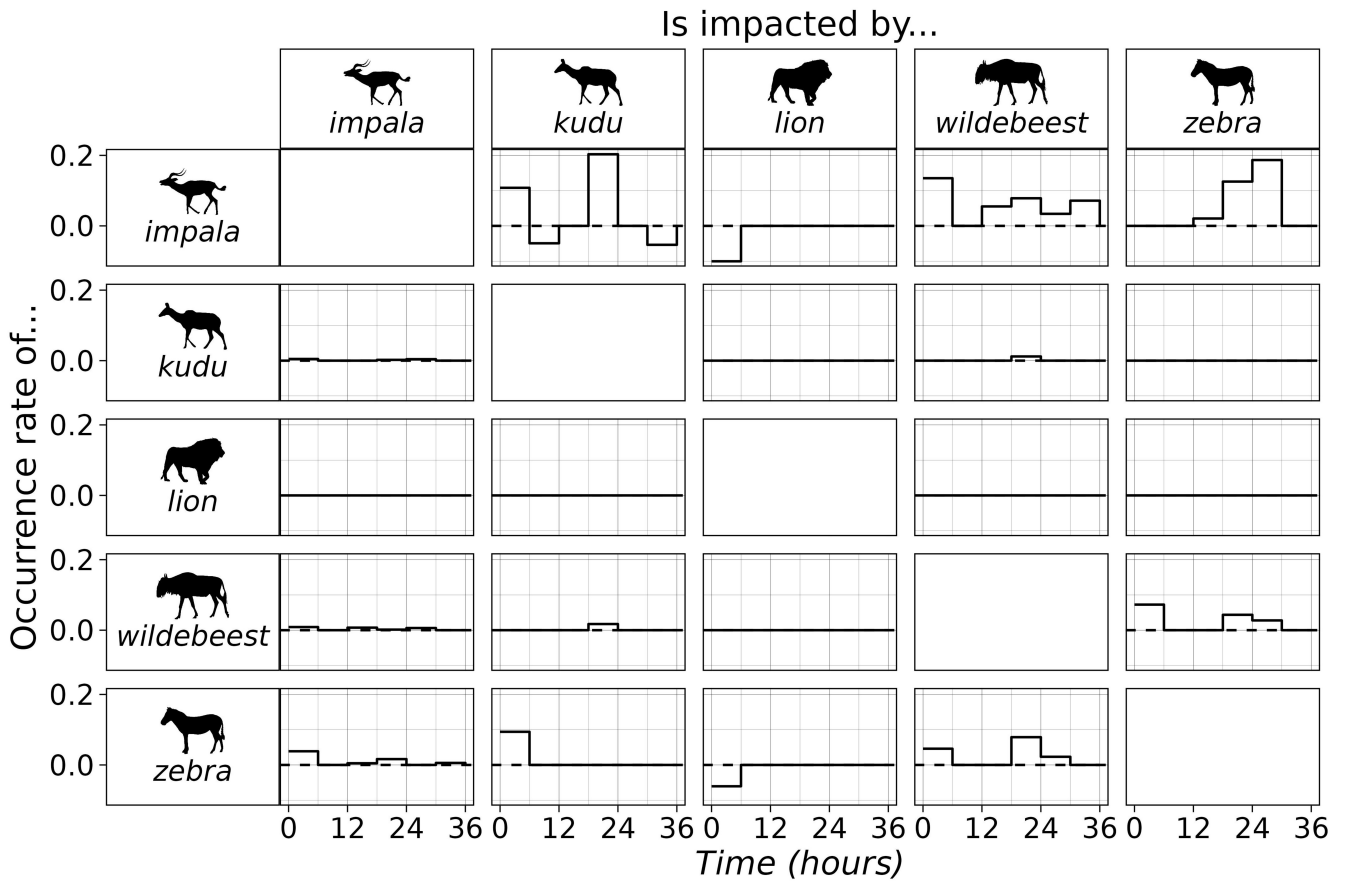 Is impacted by...
impala kudu lion wildebeest zebra
Occurrence rate of...
0.2
0.0
impala
0.2
0.0
kudu
0.2
0.0
lion
0.2
0.0
wildebeest
0.2
0.0
zebra
0 12 24 36 0 12 24 36 0 12 24 36 0 12 24 36 0 12 24 36
Time (hours)